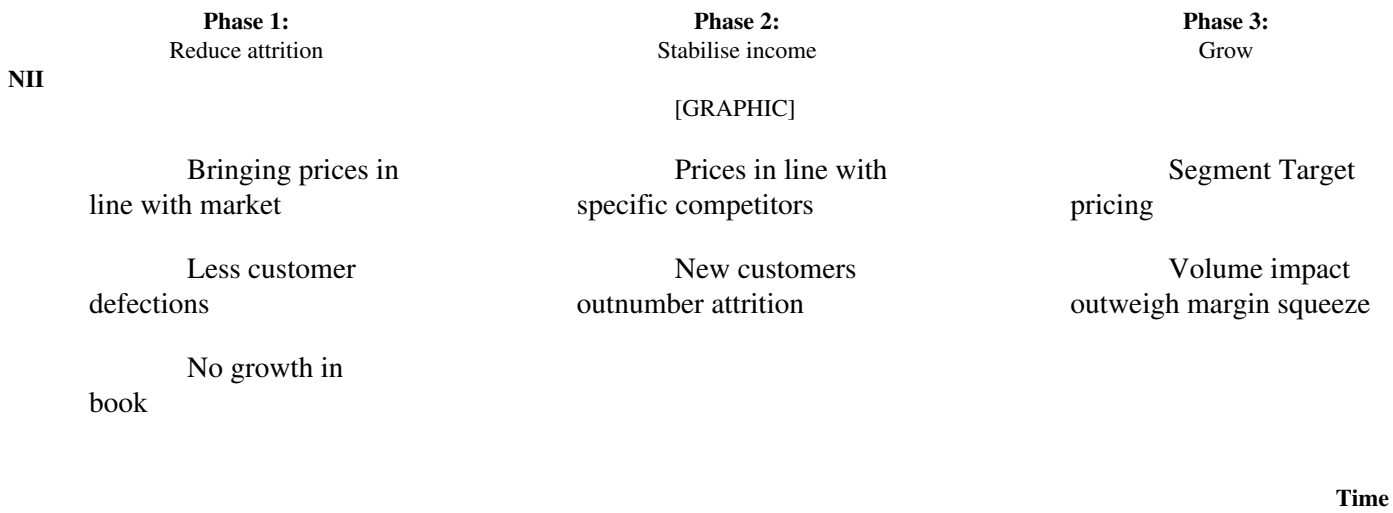 Phase 1:
Reduce attrition
Phase 2:
Stabilise income
Phase 3:
Grow
NII
[GRAPHIC]
Bringing prices in
line with market
Less customer
defections
No growth in
book
Prices in line with
specific competitors
New customers
outnumber attrition
Segment Target
pricing
Volume impact
outweigh margin squeeze
Time